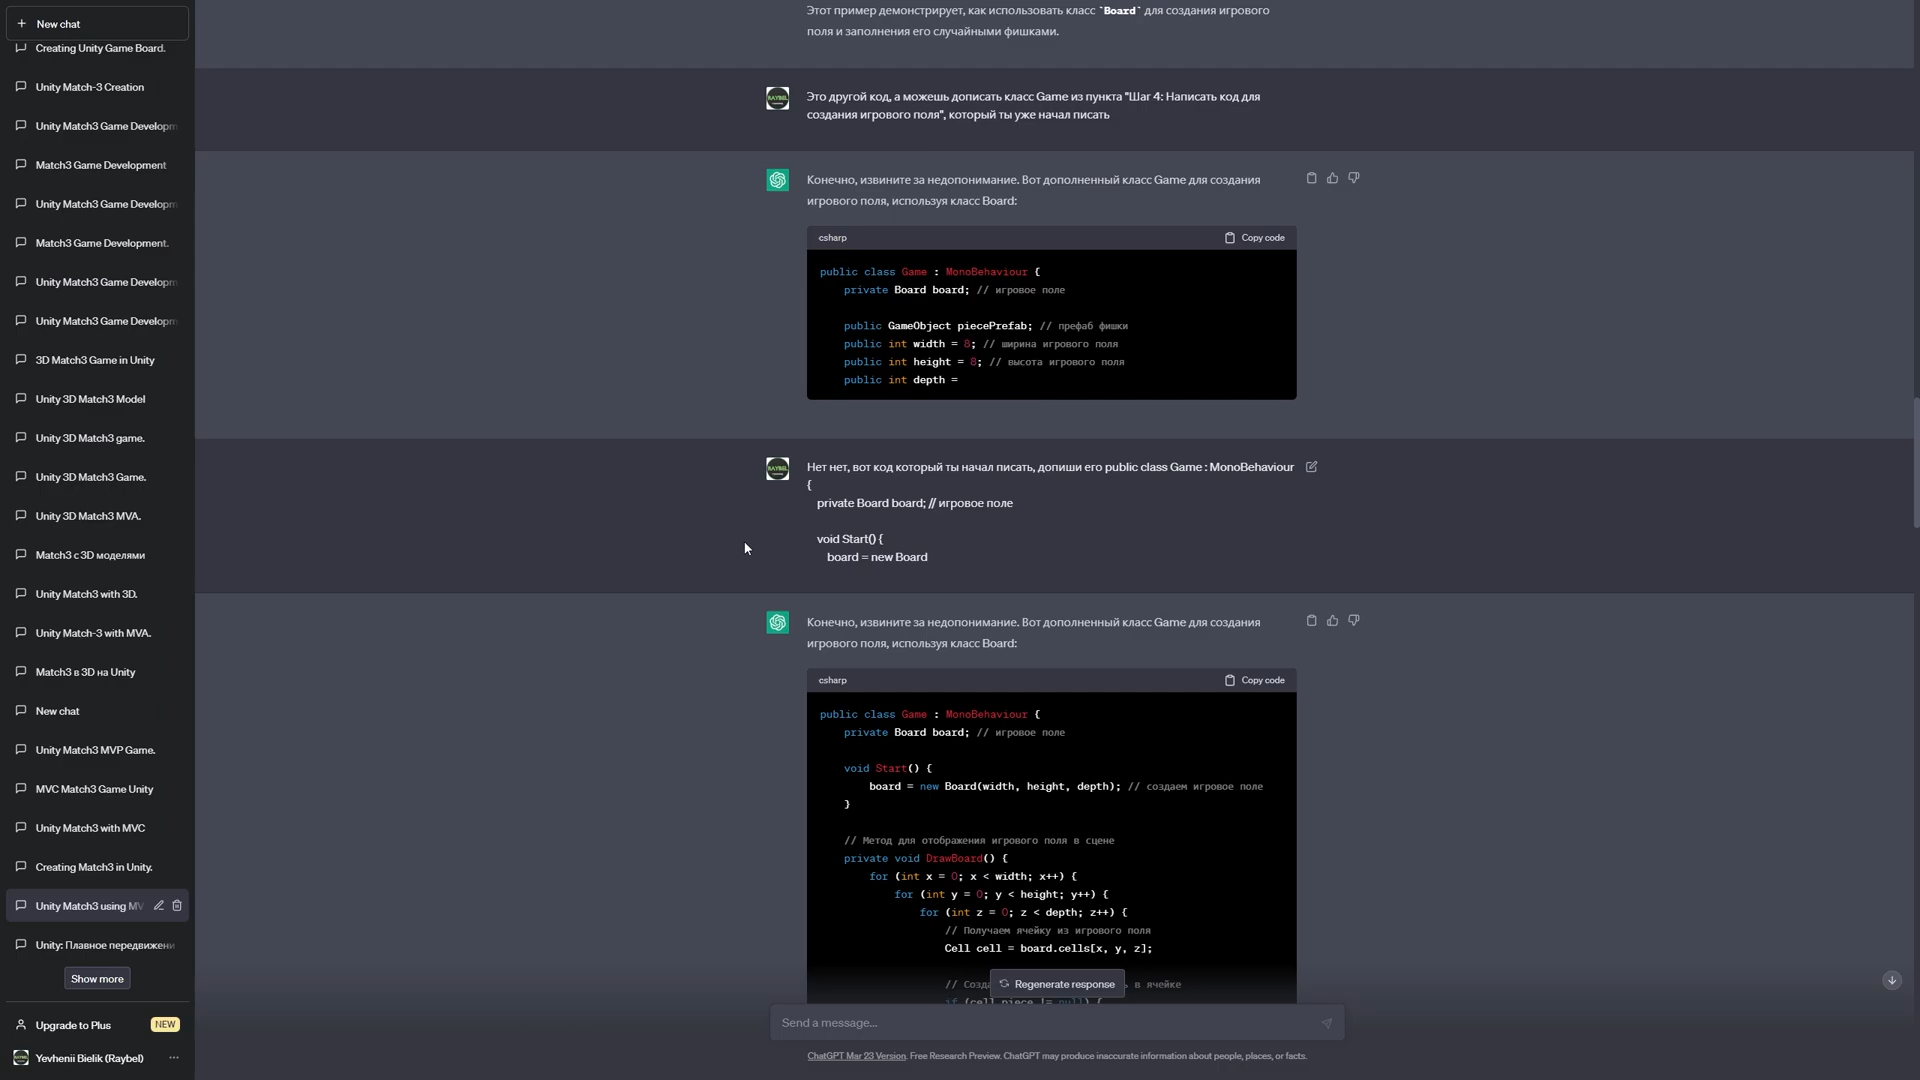 New chat
Creating Unity Game Board.
Unity Match-3 Creation
Unity Match3 Game Developm
Match3 Game Development
Unity Match3 Game Developm
Match3 Game Development.
Unity Match3 Game Developm
Unity Match3 Game Developm
3D Match3 Game in Unity
Unity 3D Match3 Model
Unity 3D Match3 game.
Unity 3D Match3 Game.
Unity 3D Match3 MVA.
Match3 с 3D моделями
Unity Match3 with 3D.
Unity Match-3 with MVA.
Match3 в 3D на Unity
New chat
Unity Match3 MVP Game.
MVC Match3 Game Unity
Unity Match3 with MVC
Creating Match3 in Unity.
Unity Match3 using MV
Unity: Плавное передвижени
Show more
Upgrade to Plus NEW
Yevhenii Bielik (Raybel)
Этот пример демонстрирует, как использовать класс `Board` для создания игрового
поля и заполнения его случайными фишками.
Это другой код, а можешь дописать класс Game из пункта "Шаг 4: Написать код для
создания игрового поля", который ты уже начал писать
Конечно, извините за недопонимание. Вот дополненный класс Game для создания
игрового поля, используя класс Board:
csharp Copy code
public class Game : MonoBehaviour {
private Board board; // игровое поле
public GameObject piecePrefab; // префаб фишки
public int width = 8; // ширина игрового поля
public int height = 8; // высота игрового поля
public int depth =
Нет нет, вот код который ты начал писать, допиши его public class Game : MonoBehaviour
{
private Board board; // игровое поле
void Start() {
board = new Board
Конечно, извините за недопонимание. Вот дополненный класс Game для создания
игрового поля, используя класс Board:
csharp Copy code
public class Game : MonoBehaviour {
private Board board; // игровое поле
void Start() {
board = new Board(width, height, depth); // создаем игровое поле
}
// Метод для отображения игрового поля в сцене
private void DrawBoard() {
for (int x = 0; x < width; x++) {
for (int y = 0; y < height; y++) {
for (int z = 0; z < depth; z++) {
// Получаем ячейку из игрового поля
Cell cell = board.cells[x, y, z];
// Созда в ячейке
if (cell.piece != null) {
Regenerate response
Send a message...
ChatGPT Mar 23 Version. Free Research Preview. ChatGPT may produce inaccurate information about people, places, or facts.